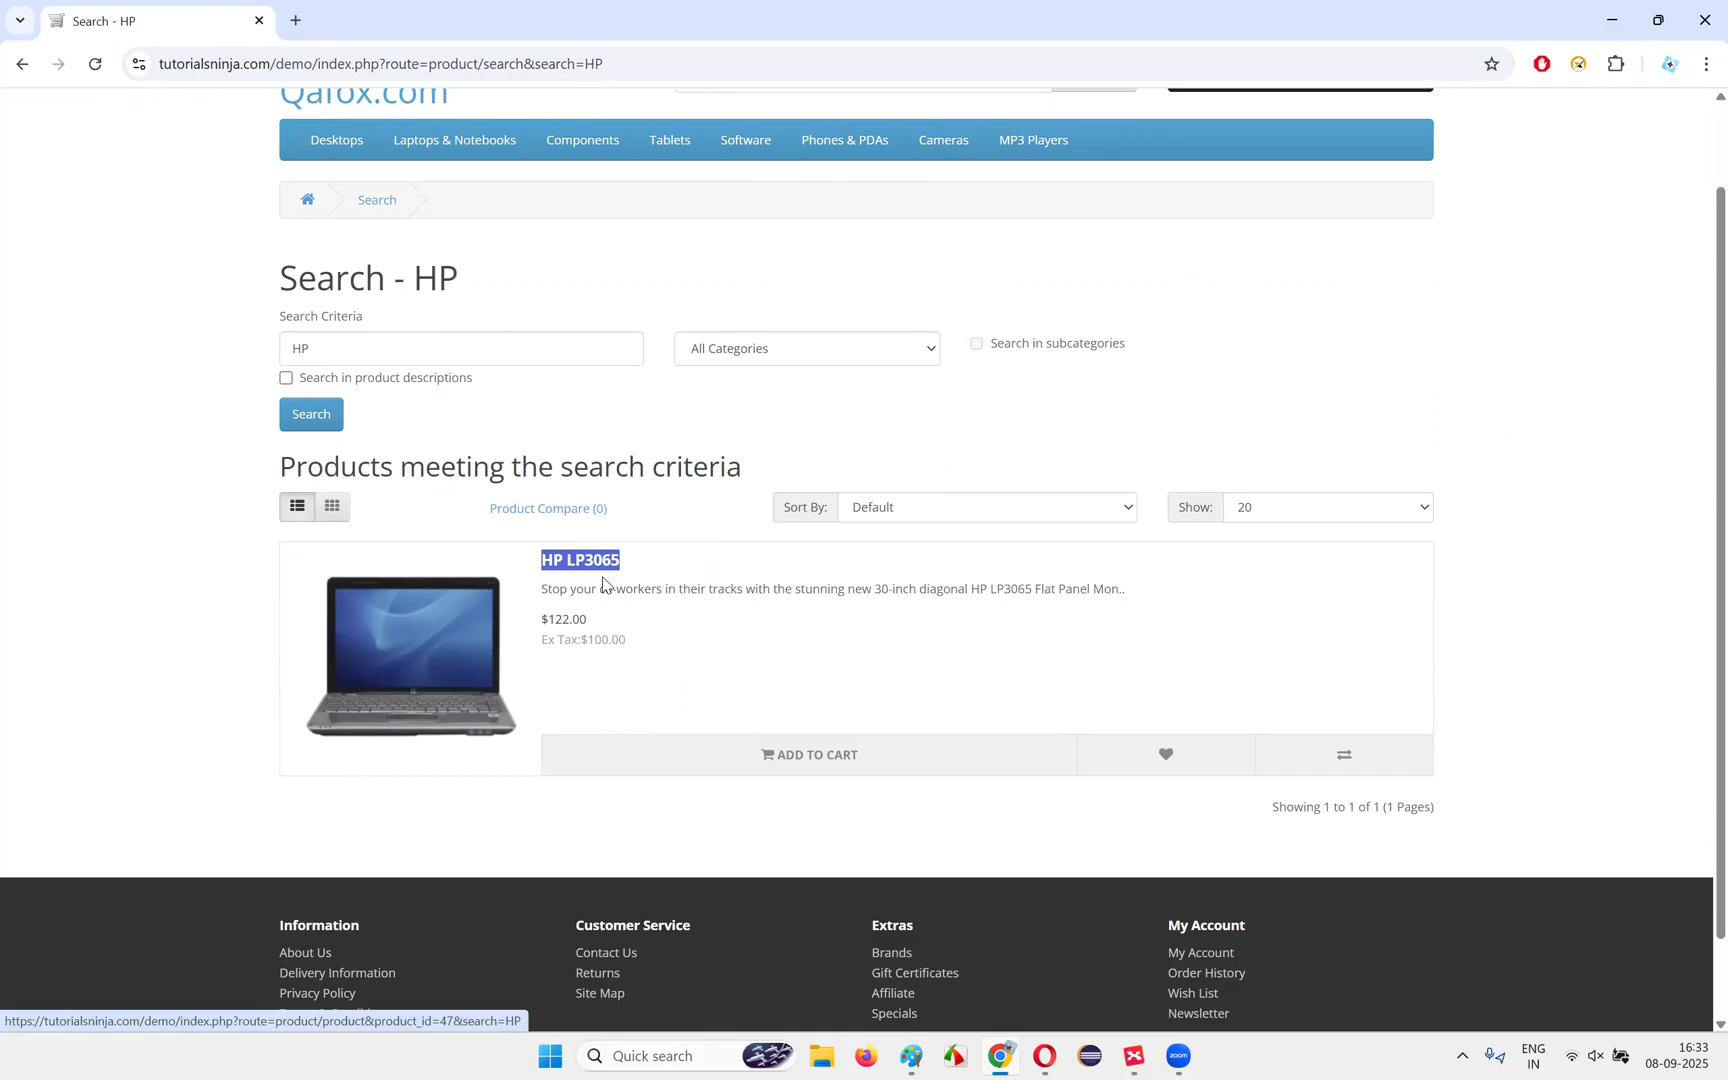 Search - HP
tutorialsninja.com/demo/index.php?route=product/search&search=HP
Qafox.com
Desktops Laptops & Notebooks Components Tablets Software Phones & PDAs Cameras MP3 Players
Search
Search - HP
Search Criteria
HP All Categories Search in subcategories
Search in product descriptions
Search
Products meeting the search criteria
Product Compare (0) Sort By: Default Show: 20
HP LP3065
Stop your co-workers in their tracks with the stunning new 30-inch diagonal HP LP3065 Flat Panel Mon..
$122.00
Ex Tax:$100.00
ADD TO CART
Showing 1 to 1 of 1 (1 Pages)
Information Customer Service Extras My Account
About Us Contact Us Brands My Account
Delivery Information Returns Gift Certificates Order History
Privacy Policy Site Map Affiliate Wish List
Specials Newsletter
https://tutorialsninja.com/demo/index.php?route=product/product&product_id=47&search=HP
Quick search
zoom
ENG
IN
16:33
08-09-2025